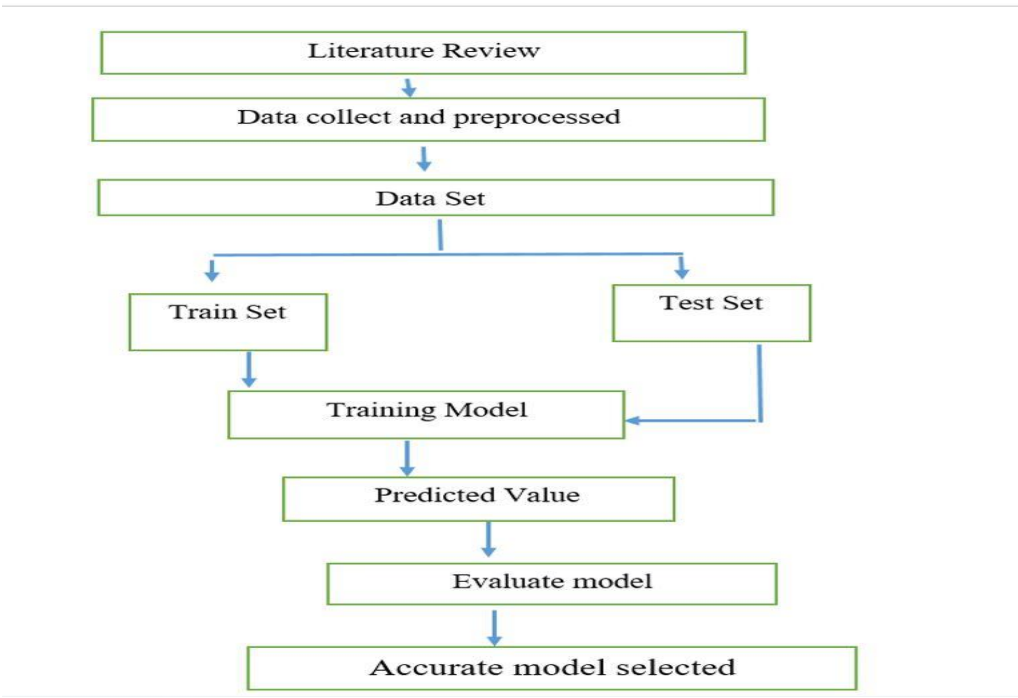 Literature Review
Data collect and preprocessed
Data Set
Train Set
Test Set
Training Model
Predicted Value
Evaluate model
Accurate model selected